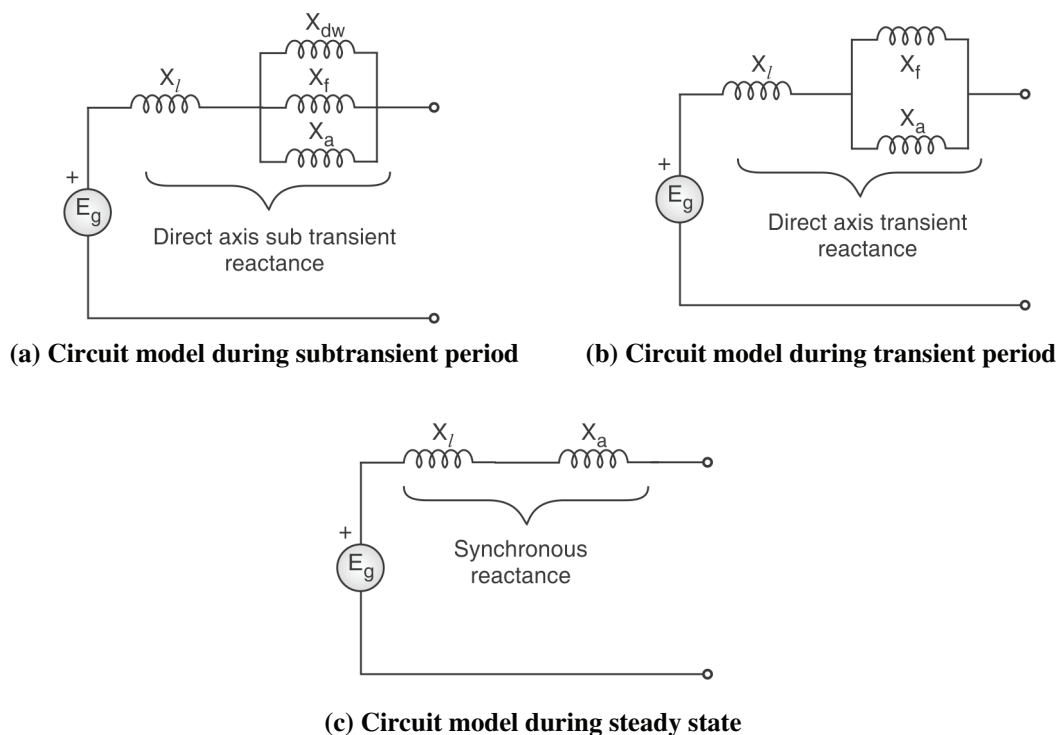 X_dw
X_l
X_f
X_a
+
E_g
Direct axis sub transient
reactance
(a) Circuit model during subtransient period
X_l
X_f
X_a
+
E_g
Direct axis transient
reactance
(b) Circuit model during transient period
X_l
X_a
+
E_g
Synchronous
reactance
(c) Circuit model during steady state